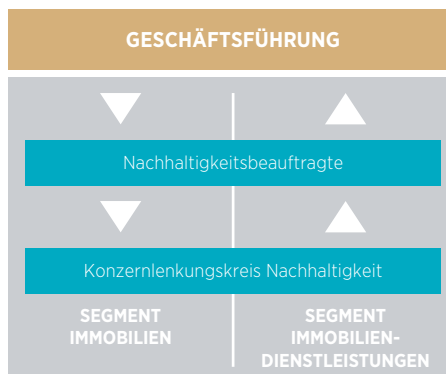 GESCHÄFTSFÜHRUNG
Nachhaltigkeitsbeauftragte
Konzernlenkungskreis Nachhaltigkeit
SEGMENT
IMMOBILIEN
SEGMENT
IMMOBILIEN-
DIENSTLEISTUNGEN